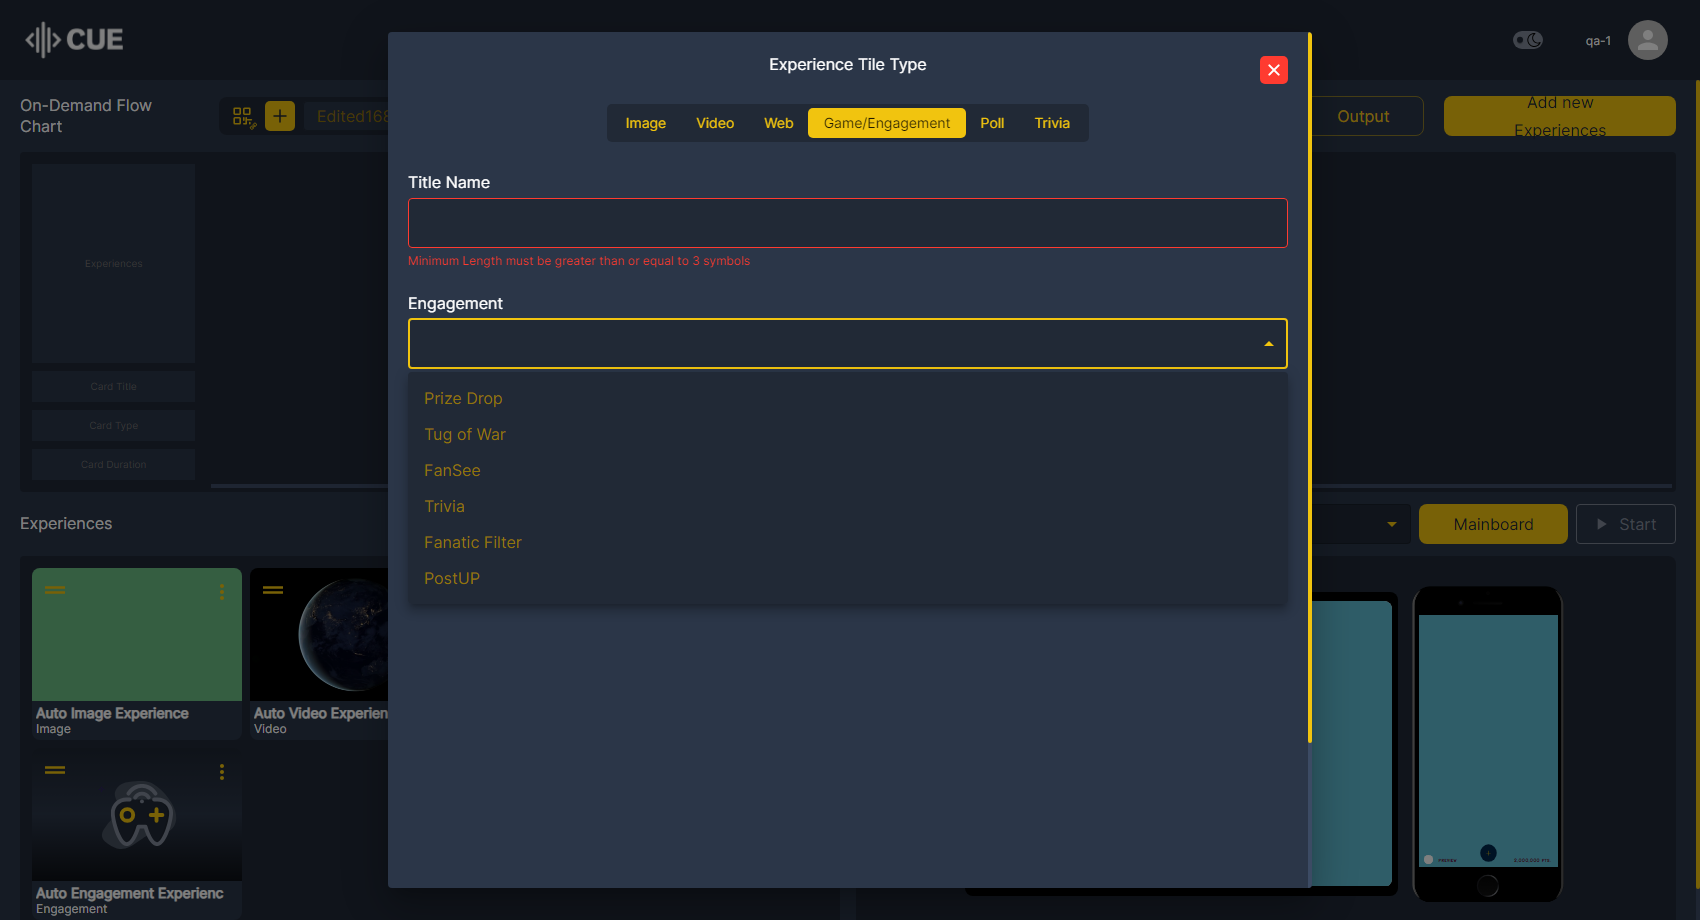 CUE
qa-1
On-Demand Flow
Chart
Edited168
Output
Add new
Experiences
Experiences
Card Title
Card Type
Card Duration
Experience Tile Type
Image
Video
Web
Game/Engagement
Poll
Trivia
Title Name
Minimum Length must be greater than or equal to 3 symbols
Engagement
Prize Drop
Tug of War
FanSee
Trivia
Fanatic Filter
PostUP
Experiences
Mainboard
Start
Auto Image Experience
Image
Auto Video Experien
Video
Auto Engagement Experienc
Engagement
PREVIEW